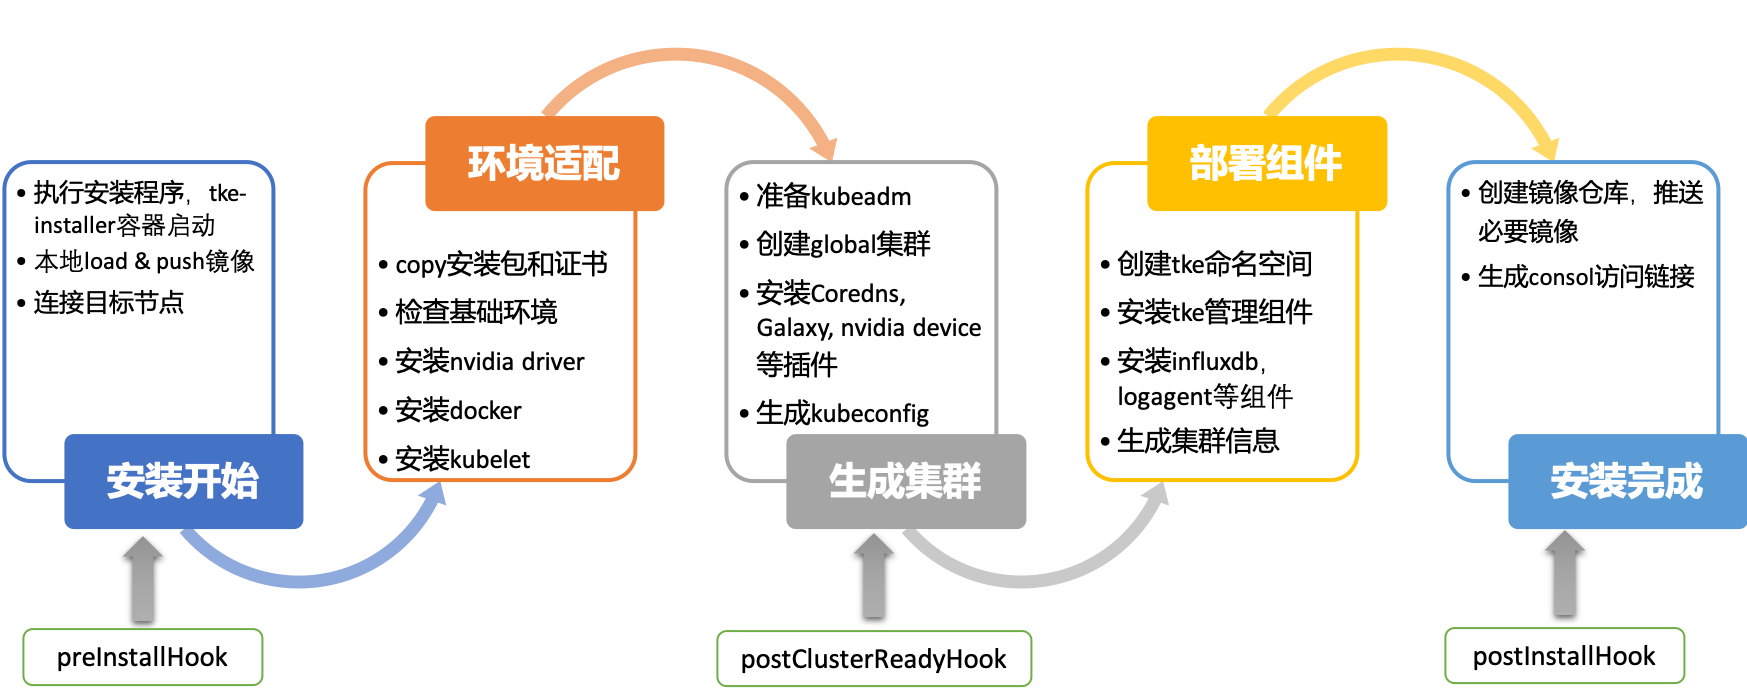 • 执行安装程序，tke-
installer容器启动
• 本地load & push镜像
• 连接目标节点
安装开始
preInstallHook
环境适配
• copy安装包和证书
• 检查基础环境
• 安装nvidia driver
• 安装docker
• 安装kubelet
• 准备kubeadm
• 创建global集群
• 安装Coredns,
Galaxy, nvidia device
等插件
• 生成kubeconfig
生成集群
postClusterReadyHook
部署组件
• 创建tke命名空间
• 安装tke管理组件
• 安装influxdb，
logagent等组件
• 生成集群信息
• 创建镜像仓库，推送
必要镜像
• 生成consol访问链接
安装完成
postInstallHook